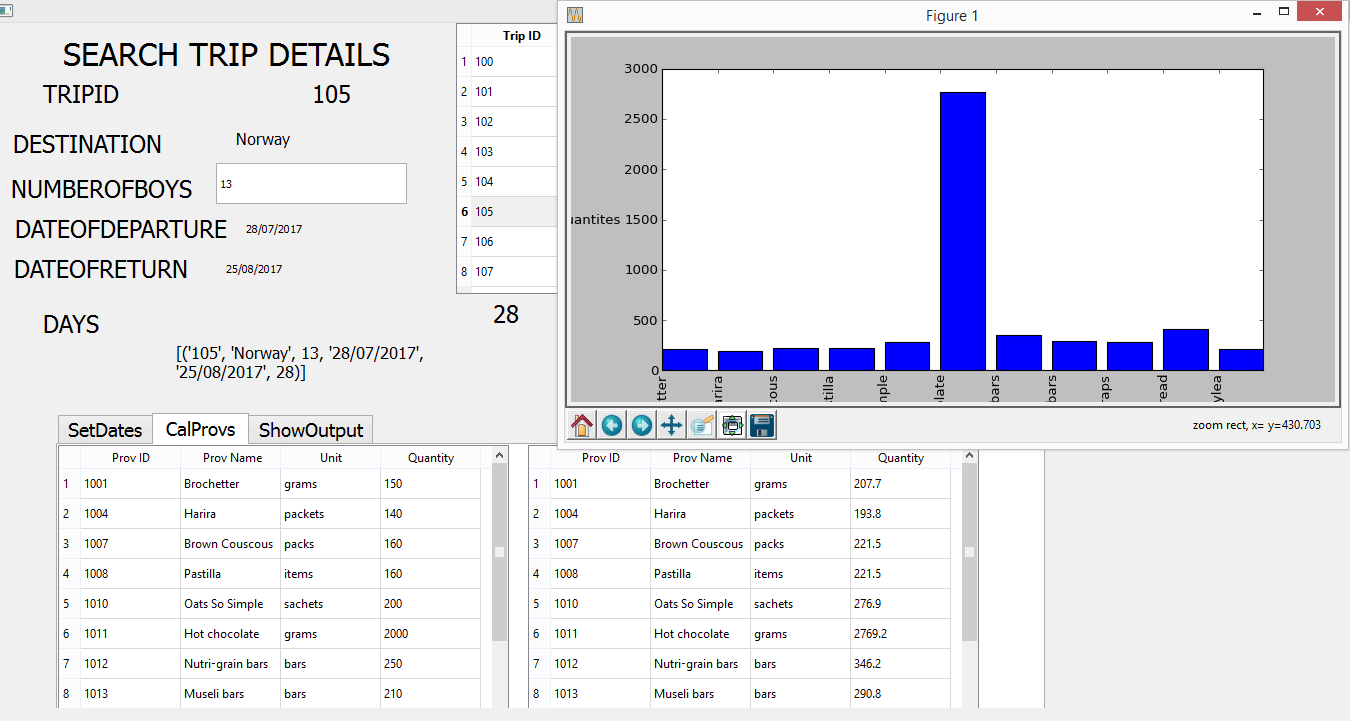 SEARCH TRIP DETAILS
TRIPID 105
DESTINATION Norway
NUMBEROFBOYS 13
DATEOFDEPARTURE 28/07/2017
DATEOFRETURN 25/08/2017
DAYS 28
[('105', 'Norway', 13, '28/07/2017',
'25/08/2017', 28)]
Trip ID
1 100
2 101
3 102
4 103
5 104
6 105
7 106
8 107
Figure 1
3000
2500
2000
uantites 1500
1000
500
0
tter
rira
ous
tilla
mple
late
bars
bars
raps
read
ylea
zoom rect, x= y=430.703
SetDates CalProvs ShowOutput
Prov ID Prov Name Unit Quantity
1 1001 Brochetter grams 150
2 1004 Harira packets 140
3 1007 Brown Couscous packs 160
4 1008 Pastilla items 160
5 1010 Oats So Simple sachets 200
6 1011 Hot chocolate grams 2000
7 1012 Nutri-grain bars bars 250
8 1013 Museli bars bars 210
Prov ID Prov Name Unit Quantity
1 1001 Brochetter grams 207.7
2 1004 Harira packets 193.8
3 1007 Brown Couscous packs 221.5
4 1008 Pastilla items 221.5
5 1010 Oats So Simple sachets 276.9
6 1011 Hot chocolate grams 2769.2
7 1012 Nutri-grain bars bars 346.2
8 1013 Museli bars bars 290.8